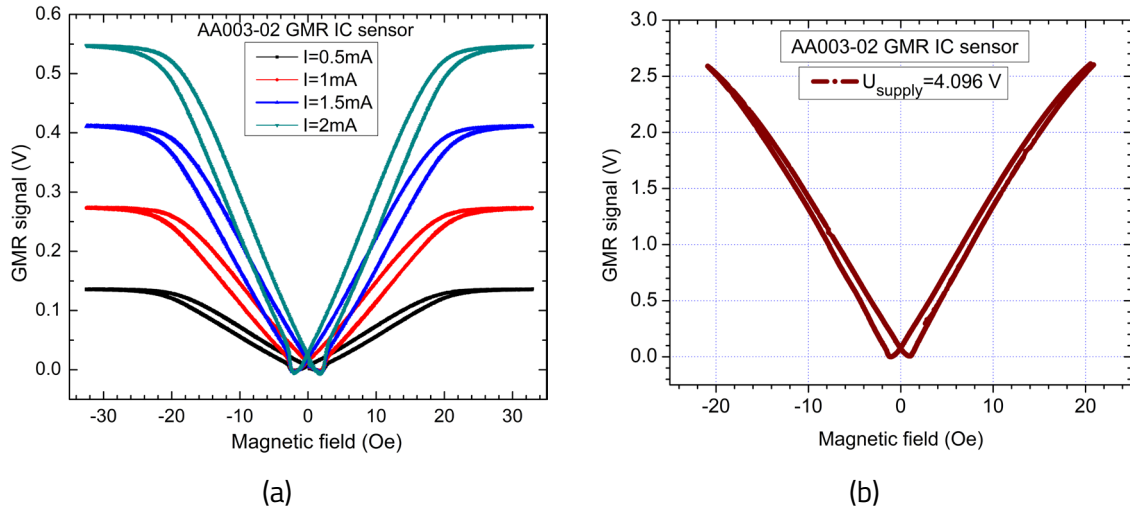 AA003-02 GMR IC sensor
I=0.5mA
I=1mA
I=1.5mA
I=2mA
0.6
0.5
0.4
0.3
0.2
0.1
0.0
GMR signal (V)
-30 -20 -10 0 10 20 30
Magnetic field (Oe)
(a)
AA003-02 GMR IC sensor
U_supply=4.096 V
3.0
2.5
2.0
1.5
1.0
0.5
0.0
GMR signal (V)
-20 -10 0 10 20
Magnetic field (Oe)
(b)